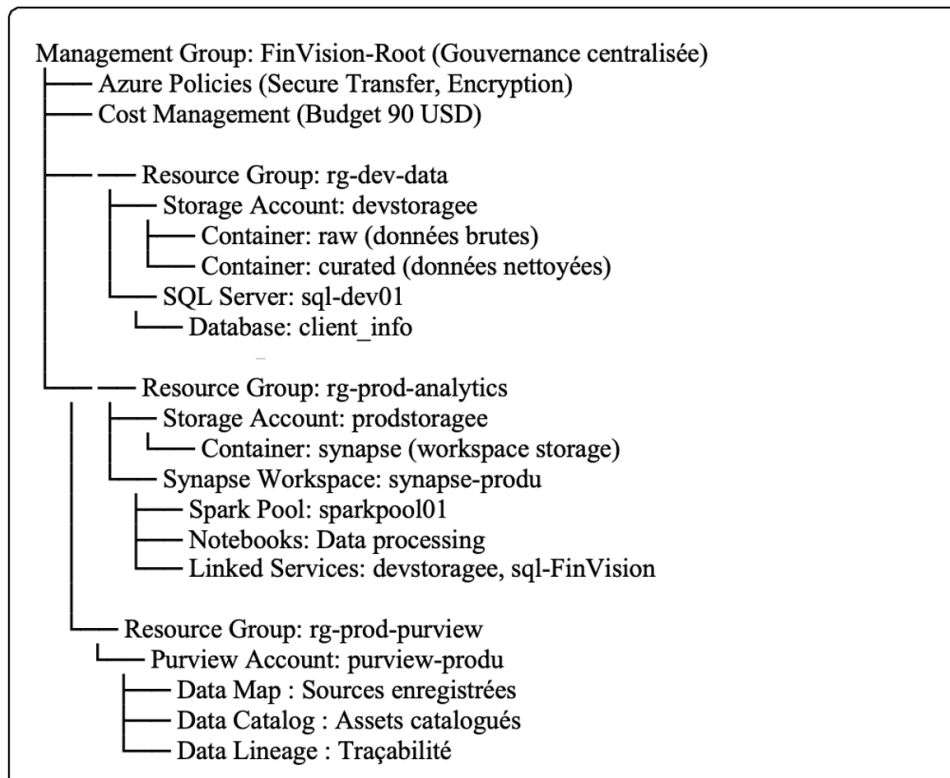 Management Group: FinVision-Root (Gouvernance centralisée)
Azure Policies (Secure Transfer, Encryption)
Cost Management (Budget 90 USD)
Resource Group: rg-dev-data
Storage Account: devstoragee
Container: raw (données brutes)
Container: curated (données nettoyées)
SQL Server: sql-dev01
Database: client_info
Resource Group: rg-prod-analytics
Storage Account: prodstoragee
Container: synapse (workspace storage)
Synapse Workspace: synapse-produ
Spark Pool: sparkpool01
Notebooks: Data processing
Linked Services: devstoragee, sql-FinVision
Resource Group: rg-prod-purview
Purview Account: purview-produ
Data Map : Sources enregistrées
Data Catalog : Assets catalogués
Data Lineage : Traçabilité